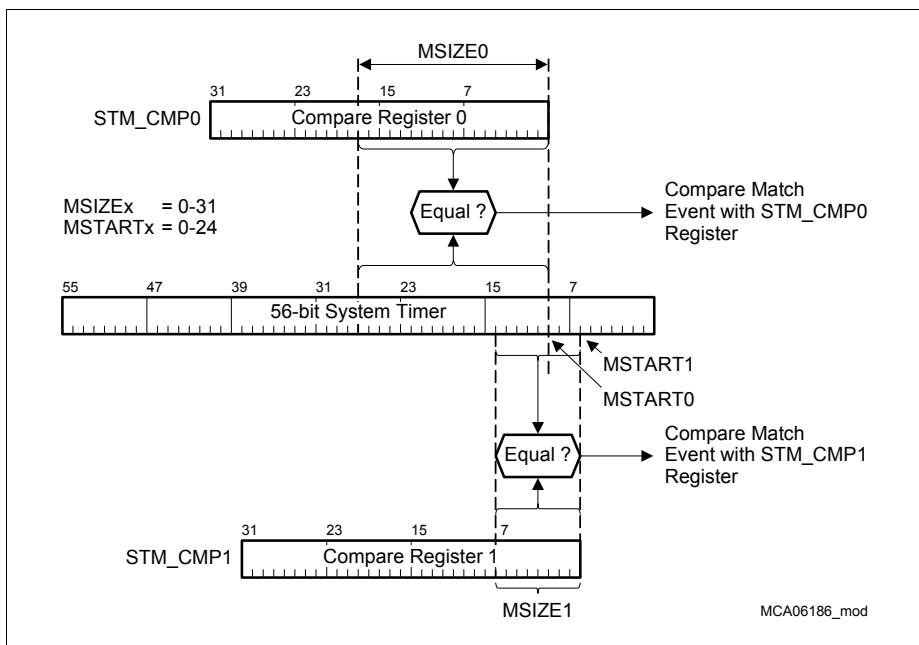 MSIZE0
31 23 15 7
STM_CMP0
Compare Register 0
MSIZEx = 0-31
MSTARTx = 0-24
Equal ?
Compare Match
Event with STM_CMP0
Register
55 47 39 31 23 15 7
56-bit System Timer
MSTART1
MSTART0
Equal ?
Compare Match
Event with STM_CMP1
Register
31 23 15 7
STM_CMP1
Compare Register 1
MSIZE1
MCA06186_mod